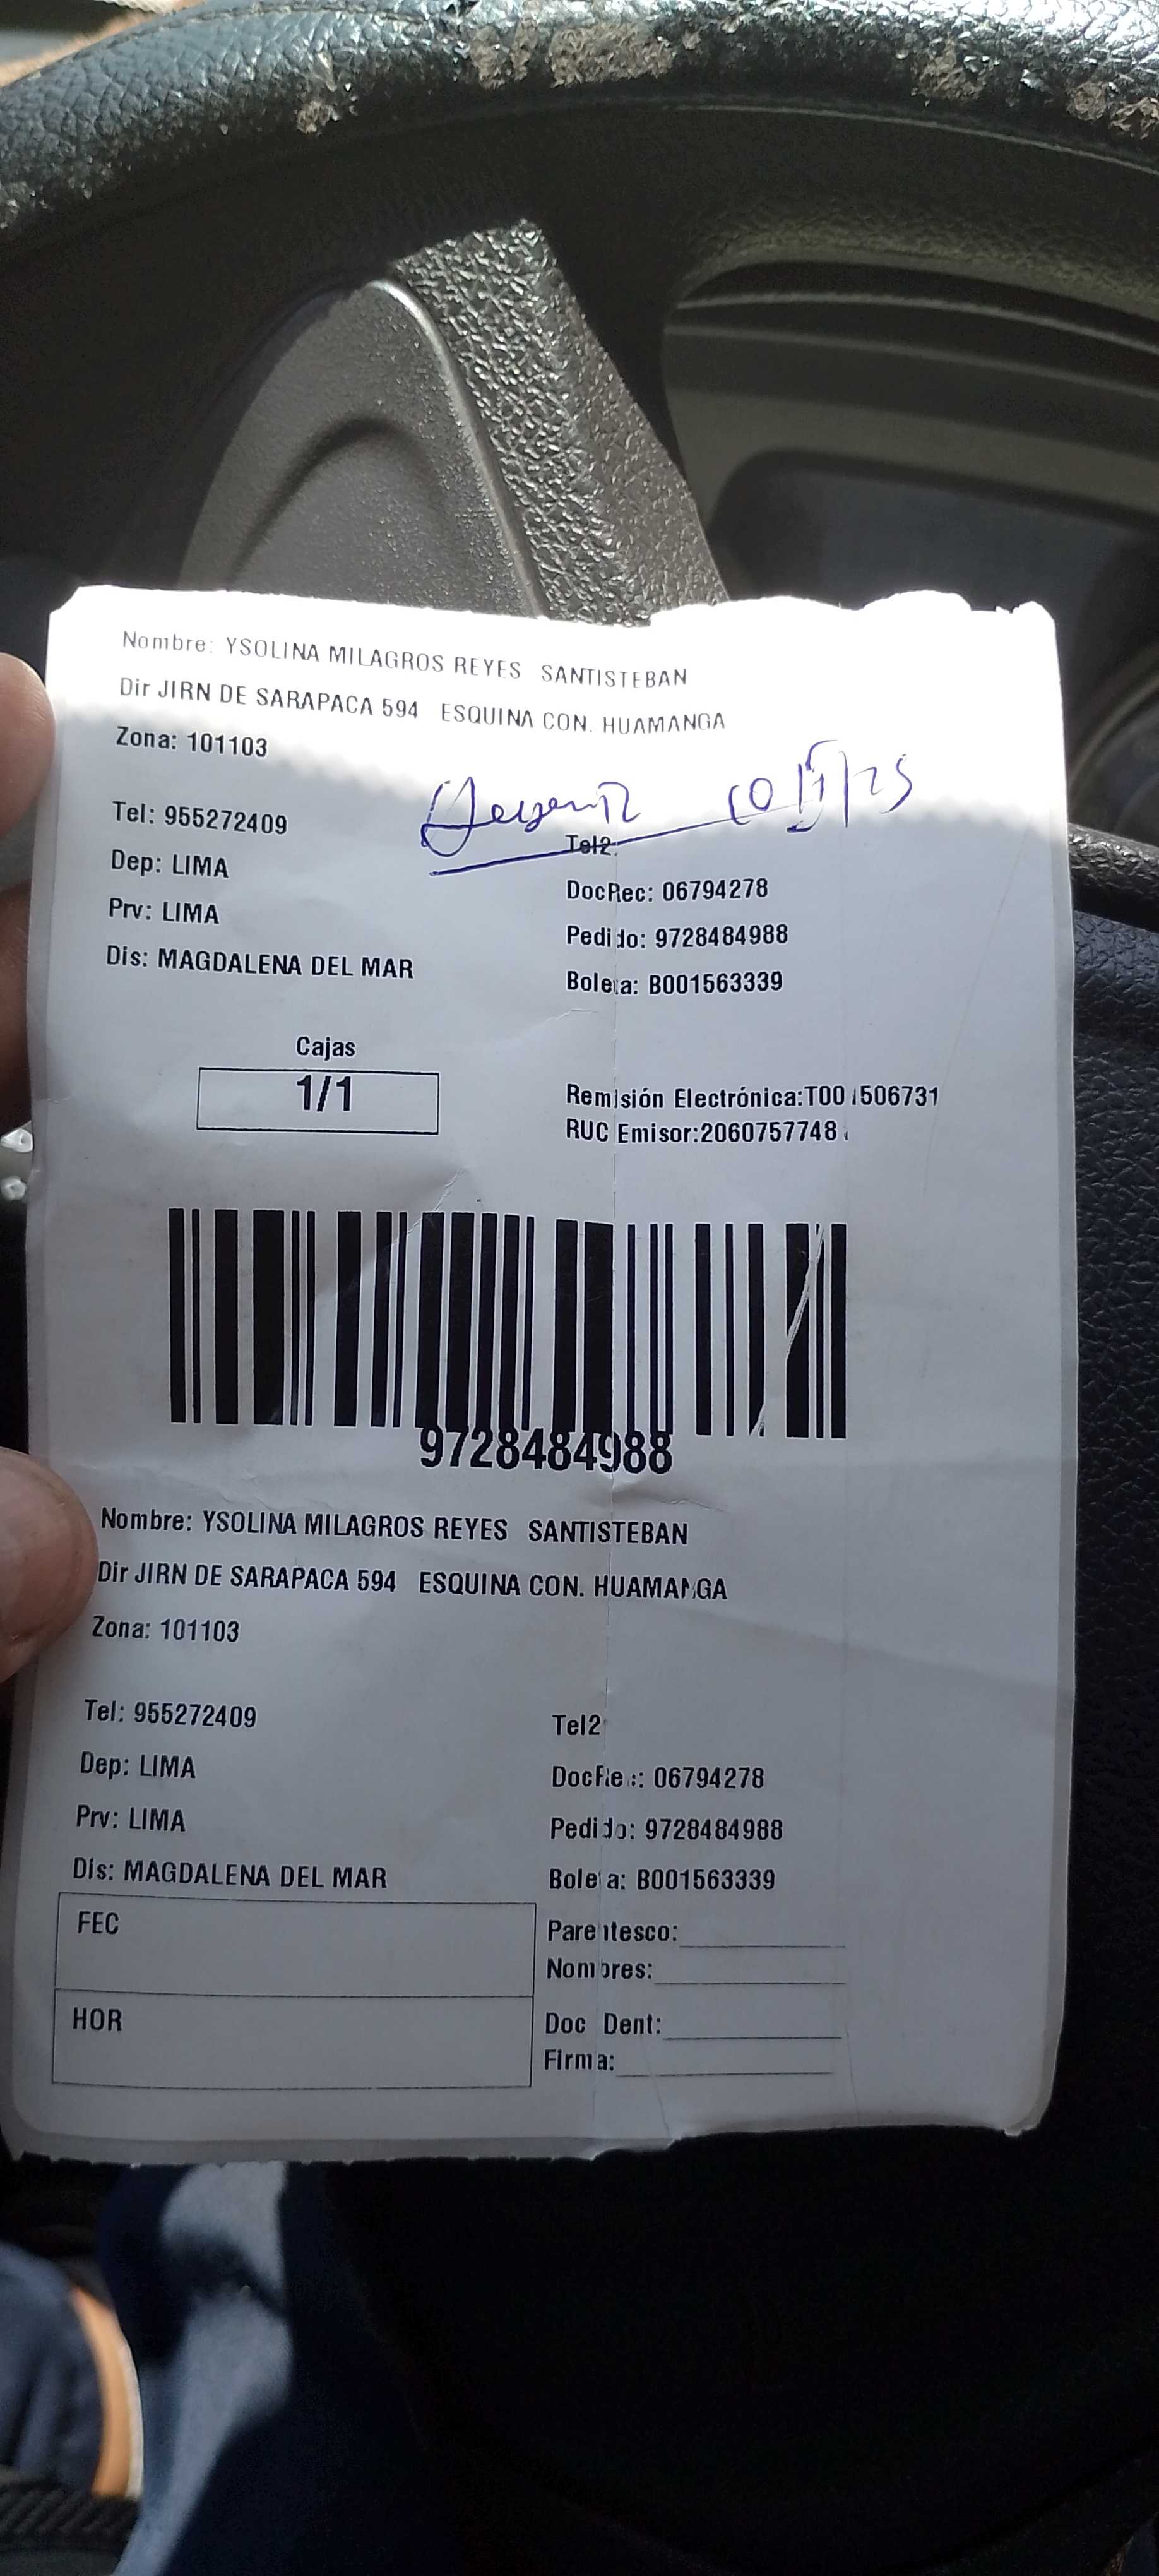 Nombre: YSOLINA MILAGROS REYES SANTISTEBAN
Dir JIRN DE SARAPACA 594 ESQUINA CON. HUAMANGA
Zona: 101103
Tel: 955272409
Tel2:
Dep: LIMA
DocRec: 06794278
Prv: LIMA
Pedido: 9728484988
Dis: MAGDALENA DEL MAR
Boleta: B001563339
Cajas
1/1
Remisión Electrónica:T00 506731
RUC Emisor:2060757748
9728484988
Nombre: YSOLINA MILAGROS REYES SANTISTEBAN
Dir JIRN DE SARAPACA 594 ESQUINA CON. HUAMANGA
Zona: 101103
Tel: 955272409
Tel2
Dep: LIMA
DocRec: 06794278
Prv: LIMA
Pedido: 9728484988
Dis: MAGDALENA DEL MAR
Boleta: B001563339
FEC
Parentesco:
Nombres:
HOR
Doc Dent:
Firma: